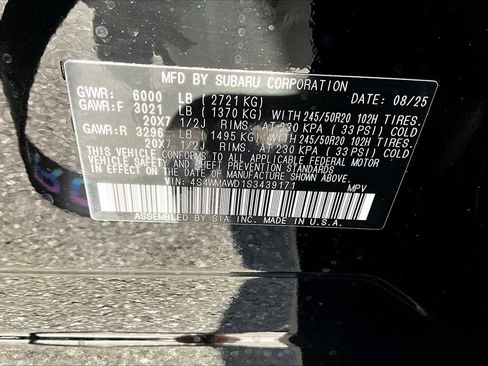 MFD BY SUBARU CORPORATION
GVWR: 6000 LB ( 2721 KG) DATE: 08/25
GAWR:F 3021 LB ( 1370 KG) WITH 245/50R20 102H TIRES.
20X7 1/2J RIMS. AT 230 KPA ( 33 PSI) COLD
GAWR:R 3296 LB ( 1495 KG) WITH 245/50R20 102H TIRES.
20X7 1/2J RIMS. AT 230 KPA ( 33 PSI) COLD
THIS VEHICLE CONFORMS TO ALL APPLICABLE FEDERAL MOTOR
VEHICLE SAFETY AND THEFT PREVENTION STANDARDS
IN EFFECT ON THE DATE OF MANUFACTURE SHOWN ABOVE.
VIN: 4S4WMAWD1S3439171 MPV
ASSEMBLED BY SIA, INC. MADE IN U.S.A.